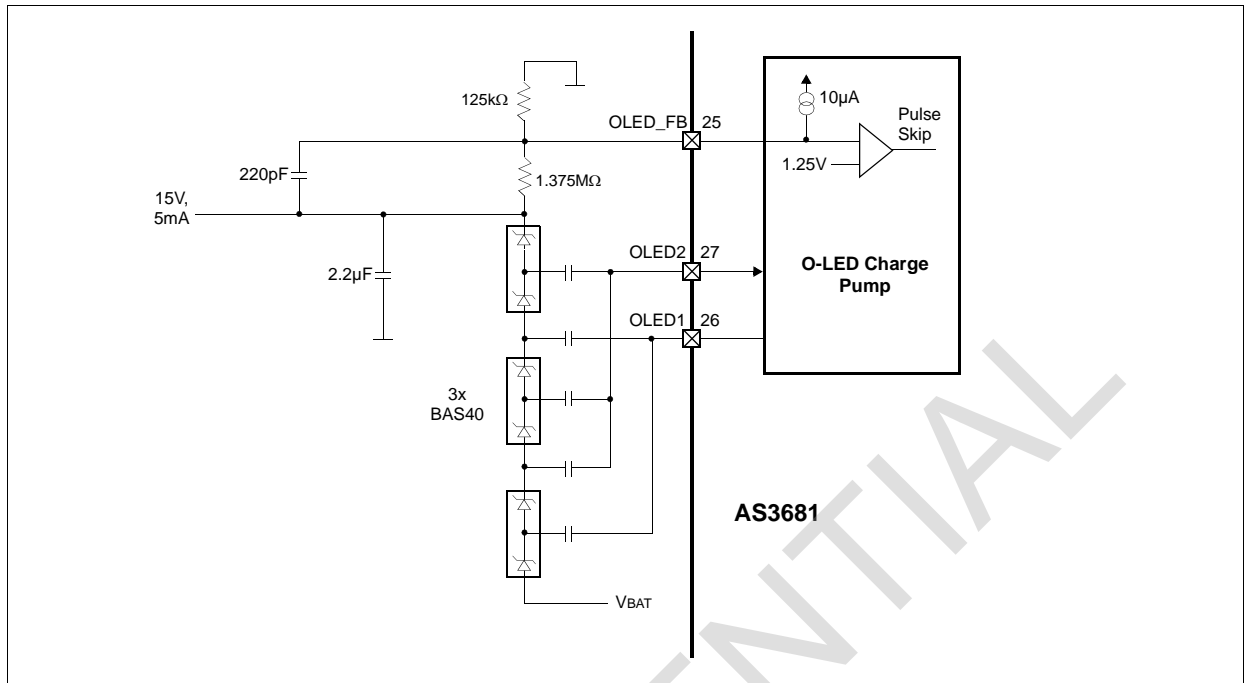 125kΩ
OLED_FB 25
10µA
Pulse
Skip
1.25V
220pF
1.375MΩ
15V,
5mA
2.2µF
OLED2 27
O-LED Charge
Pump
OLED1 26
3x
BAS40
AS3681
VBAT
ENTIAL